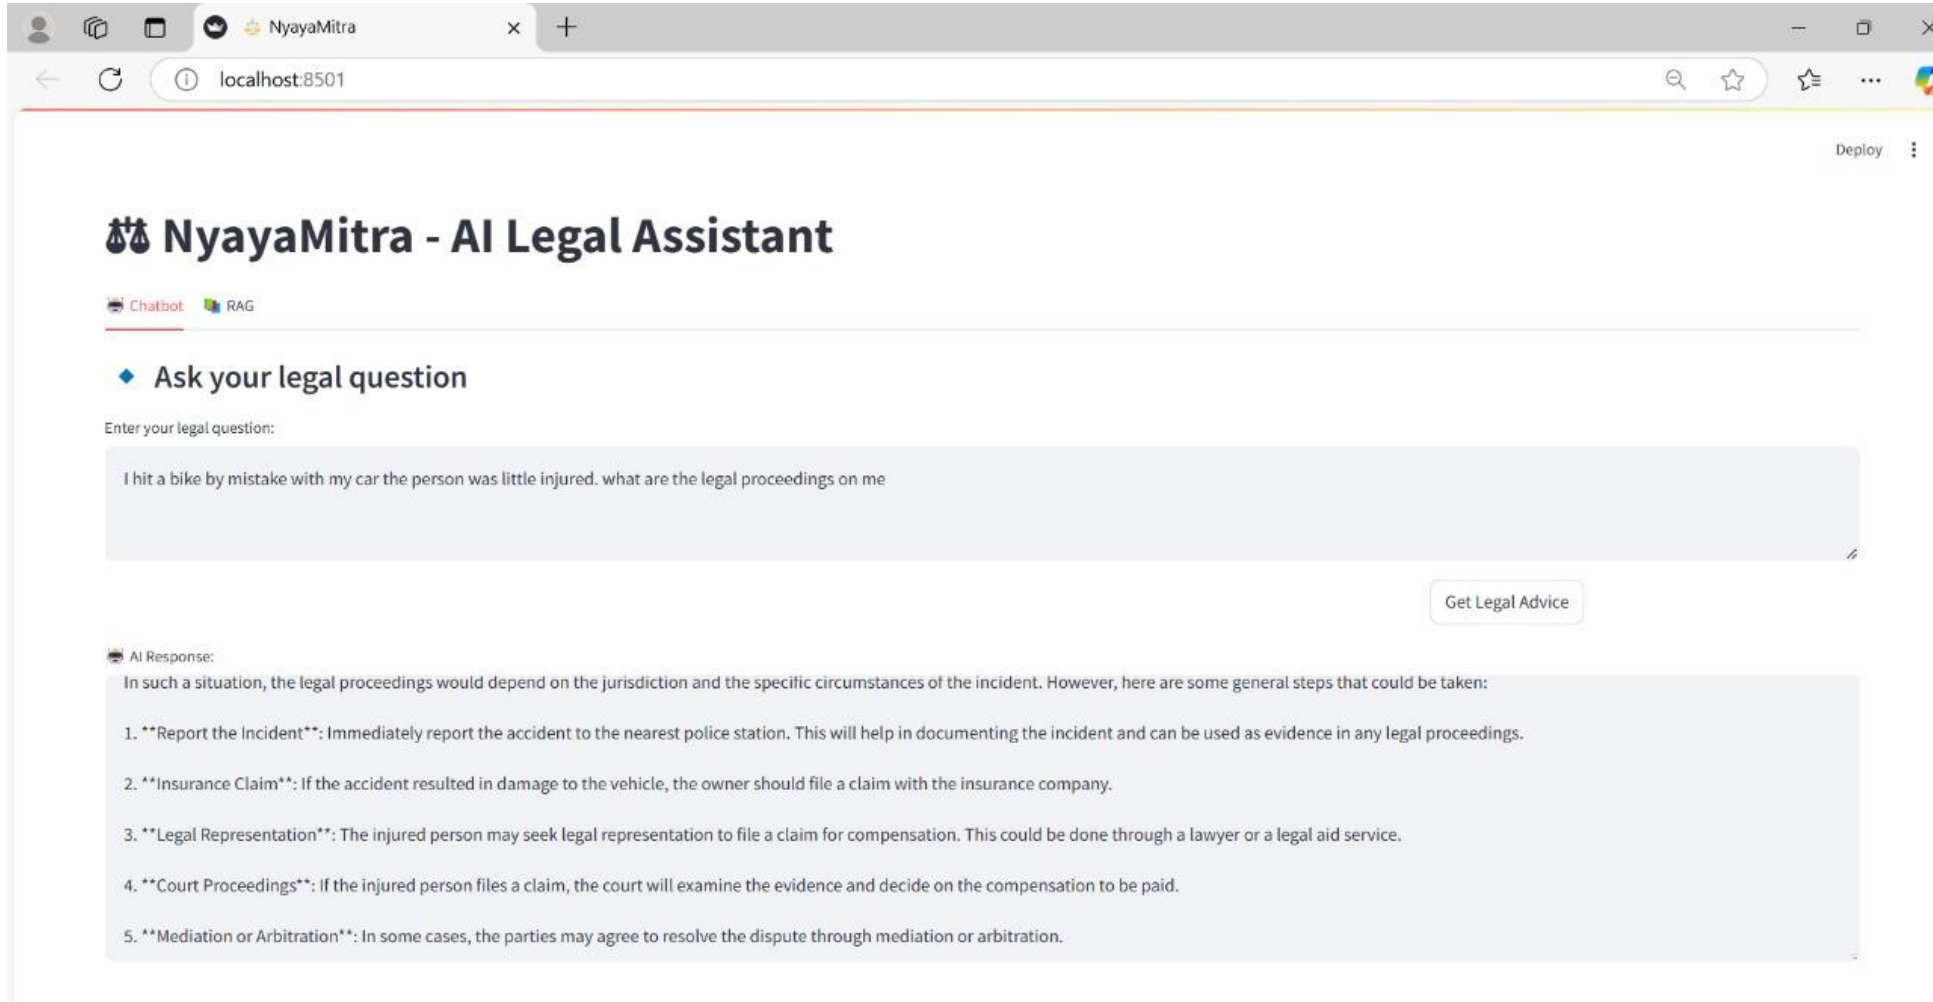 NyayaMitra
localhost:8501
Deploy
NyayaMitra - AI Legal Assistant
Chatbot RAG
Ask your legal question
Enter your legal question:
I hit a bike by mistake with my car the person was little injured. what are the legal proceedings on me
Get Legal Advice
AI Response:
In such a situation, the legal proceedings would depend on the jurisdiction and the specific circumstances of the incident. However, here are some general steps that could be taken:
1. **Report the Incident**: Immediately report the accident to the nearest police station. This will help in documenting the incident and can be used as evidence in any legal proceedings.
2. **Insurance Claim**: If the accident resulted in damage to the vehicle, the owner should file a claim with the insurance company.
3. **Legal Representation**: The injured person may seek legal representation to file a claim for compensation. This could be done through a lawyer or a legal aid service.
4. **Court Proceedings**: If the injured person files a claim, the court will examine the evidence and decide on the compensation to be paid.
5. **Mediation or Arbitration**: In some cases, the parties may agree to resolve the dispute through mediation or arbitration.